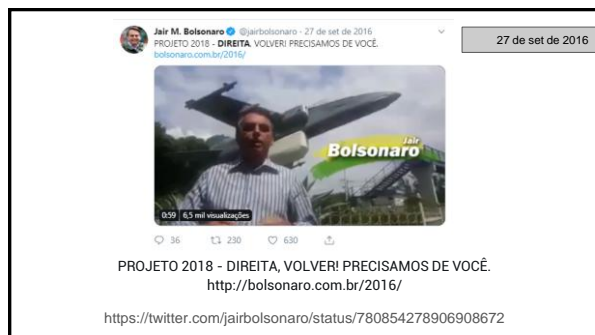 Jair M. Bolsonaro @jairbolsonaro · 27 de set de 2016
PROJETO 2018 - DIREITA, VOLVER! PRECISAMOS DE VOCÊ.
bolsonaro.com.br/2016/
27 de set de 2016
Jair
Bolsonaro
0:59 6,5 mil visualizações
36 230 630
PROJETO 2018 - DIREITA, VOLVER! PRECISAMOS DE VOCÊ.
http://bolsonaro.com.br/2016/
https://twitter.com/jairbolsonaro/status/780854278906908672